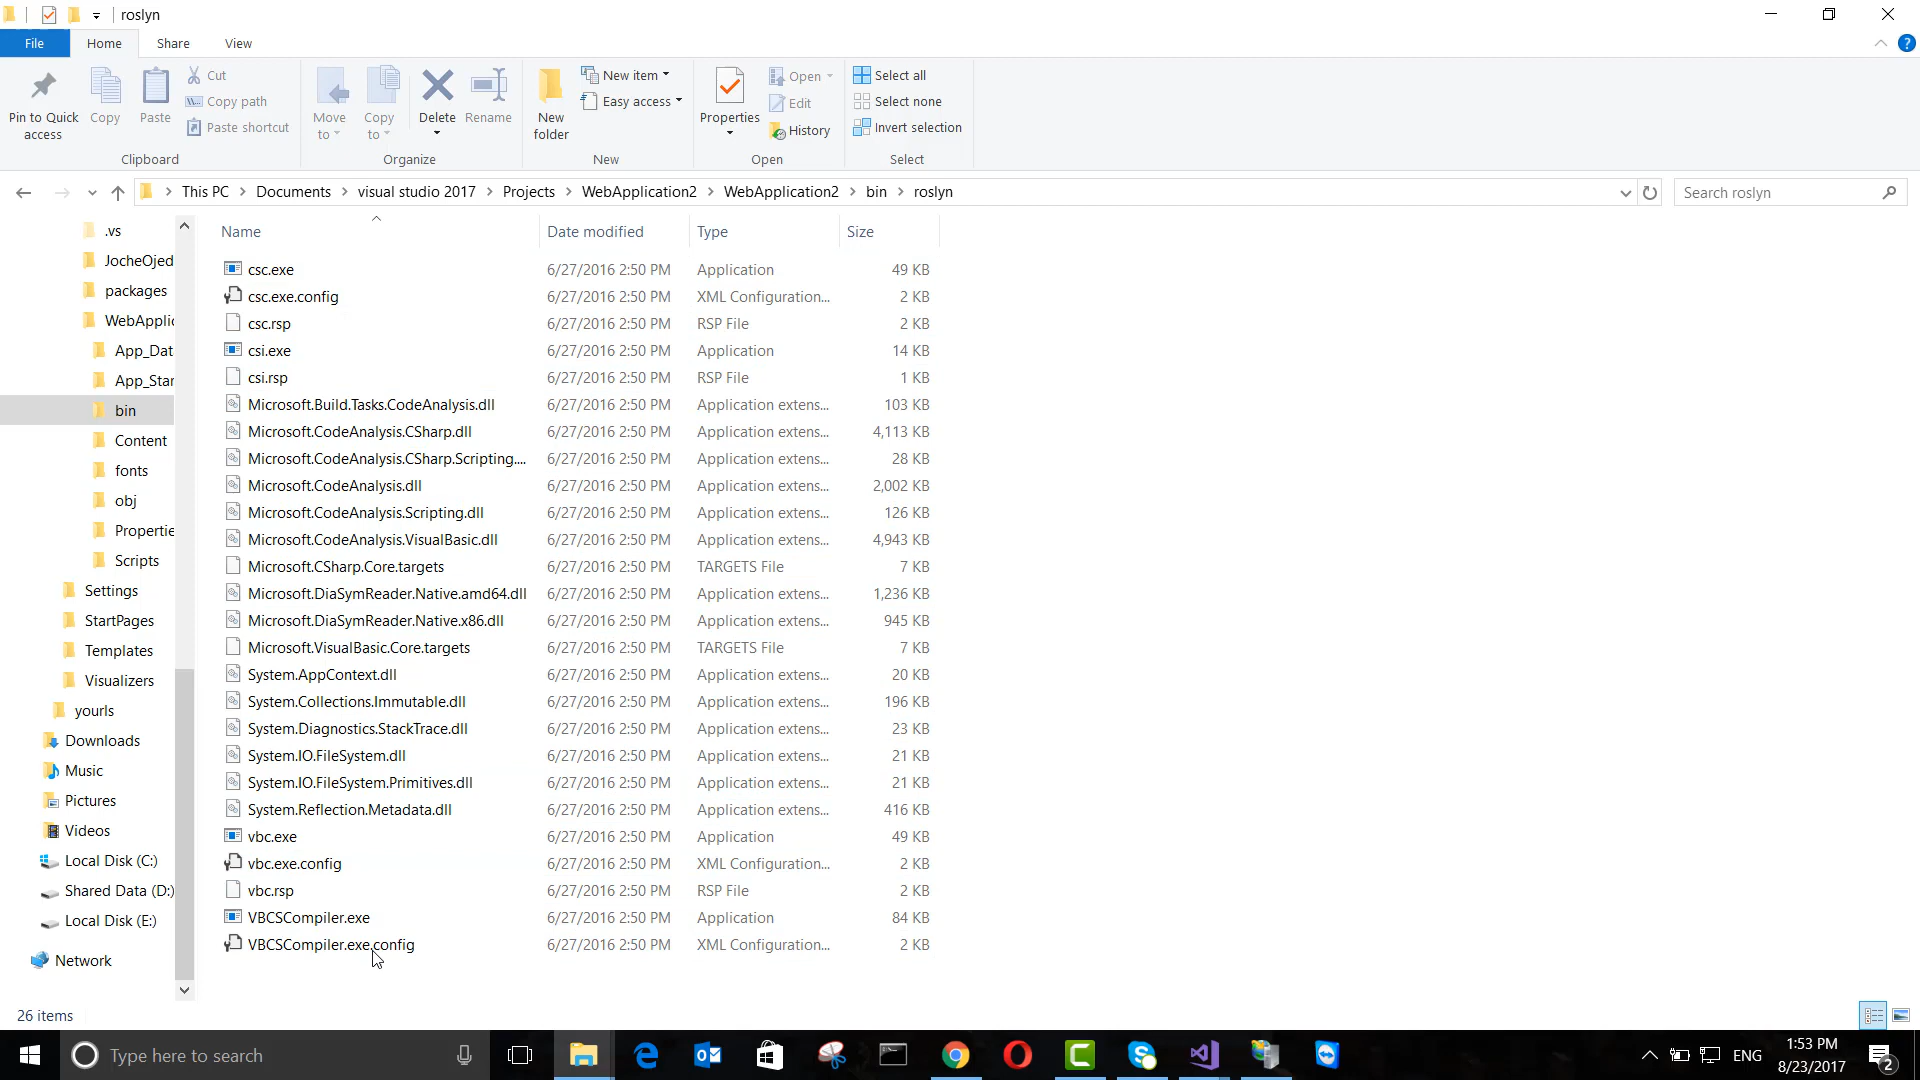 roslyn
File Home Share View
Pin to Quick access
Copy
Paste
Cut
Copy path
Paste shortcut
Clipboard
Move to
Copy to
Delete
Rename
Organize
New folder
New item
Easy access
New
Properties
Open
Edit
History
Open
Select all
Select none
Invert selection
Select
This PC > Documents > visual studio 2017 > Projects > WebApplication2 > WebApplication2 > bin > roslyn
Search roslyn
.vs
JocheOjed
packages
WebApplic
App_Dat
App_Star
bin
Content
fonts
obj
Propertie
Scripts
Settings
StartPages
Templates
Visualizers
yourls
Downloads
Music
Pictures
Videos
Local Disk (C:)
Shared Data (D:)
Local Disk (E:)
Network
Name Date modified Type Size
csc.exe 6/27/2016 2:50 PM Application 49 KB
csc.exe.config 6/27/2016 2:50 PM XML Configuration... 2 KB
csc.rsp 6/27/2016 2:50 PM RSP File 2 KB
csi.exe 6/27/2016 2:50 PM Application 14 KB
csi.rsp 6/27/2016 2:50 PM RSP File 1 KB
Microsoft.Build.Tasks.CodeAnalysis.dll 6/27/2016 2:50 PM Application extens... 103 KB
Microsoft.CodeAnalysis.CSharp.dll 6/27/2016 2:50 PM Application extens... 4,113 KB
Microsoft.CodeAnalysis.CSharp.Scripting.... 6/27/2016 2:50 PM Application extens... 28 KB
Microsoft.CodeAnalysis.dll 6/27/2016 2:50 PM Application extens... 2,002 KB
Microsoft.CodeAnalysis.Scripting.dll 6/27/2016 2:50 PM Application extens... 126 KB
Microsoft.CodeAnalysis.VisualBasic.dll 6/27/2016 2:50 PM Application extens... 4,943 KB
Microsoft.CSharp.Core.targets 6/27/2016 2:50 PM TARGETS File 7 KB
Microsoft.DiaSymReader.Native.amd64.dll 6/27/2016 2:50 PM Application extens... 1,236 KB
Microsoft.DiaSymReader.Native.x86.dll 6/27/2016 2:50 PM Application extens... 945 KB
Microsoft.VisualBasic.Core.targets 6/27/2016 2:50 PM TARGETS File 7 KB
System.AppContext.dll 6/27/2016 2:50 PM Application extens... 20 KB
System.Collections.Immutable.dll 6/27/2016 2:50 PM Application extens... 196 KB
System.Diagnostics.StackTrace.dll 6/27/2016 2:50 PM Application extens... 23 KB
System.IO.FileSystem.dll 6/27/2016 2:50 PM Application extens... 21 KB
System.IO.FileSystem.Primitives.dll 6/27/2016 2:50 PM Application extens... 21 KB
System.Reflection.Metadata.dll 6/27/2016 2:50 PM Application extens... 416 KB
vbc.exe 6/27/2016 2:50 PM Application 49 KB
vbc.exe.config 6/27/2016 2:50 PM XML Configuration... 2 KB
vbc.rsp 6/27/2016 2:50 PM RSP File 2 KB
VBCSCompiler.exe 6/27/2016 2:50 PM Application 84 KB
VBCSCompiler.exe.config 6/27/2016 2:50 PM XML Configuration... 2 KB
26 items
Type here to search
ENG
1:53 PM
8/23/2017
2